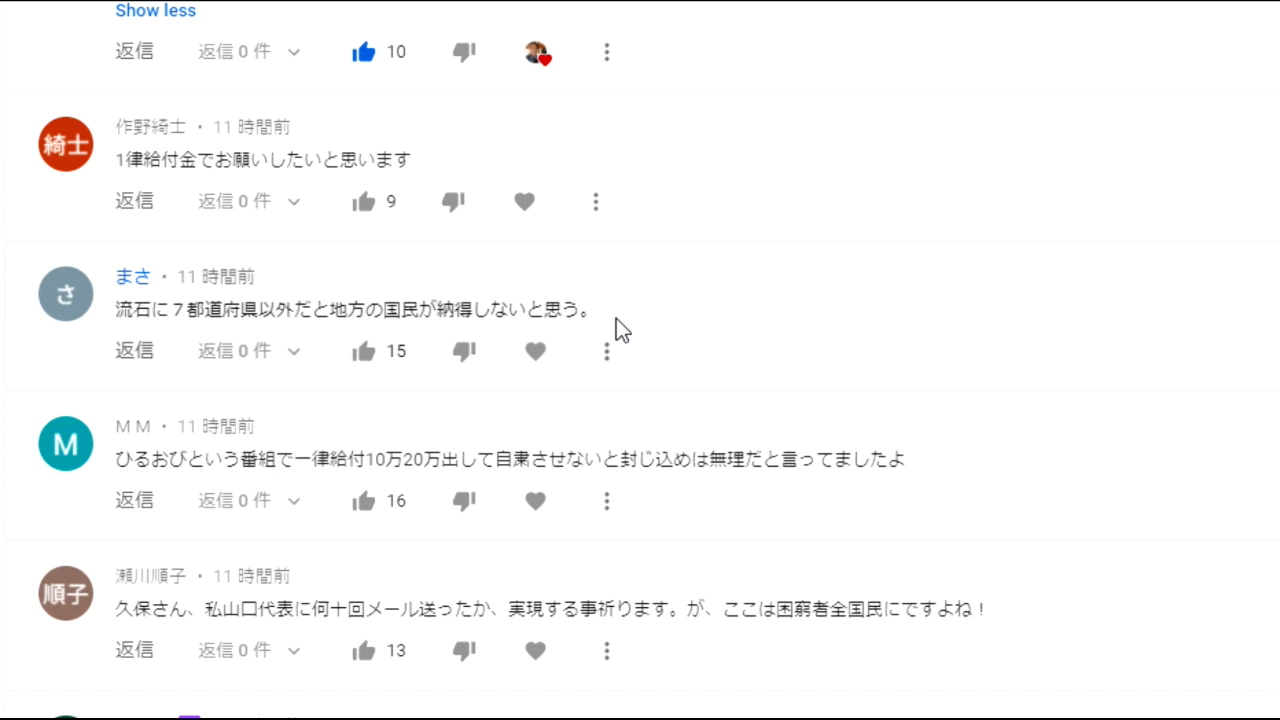 Show less
返信 返信 0 件 10
綺士
作野綺士 • 11 時間前
1律給付金でお願いしたいと思います
返信 返信 0 件 9
さ
まさ • 11 時間前
流石に７都道府県以外だと地方の国民が納得しないと思う。
返信 返信 0 件 15
M
M M • 11 時間前
ひるおびという番組で一律給付10万20万出して自粛させないと封じ込めは無理だと言ってましたよ
返信 返信 0 件 16
順子
瀬川順子 • 11 時間前
久保さん、私山口代表に何十回メール送ったか、実現する事祈ります。が、ここは困窮者全国民にですよね！
返信 返信 0 件 13